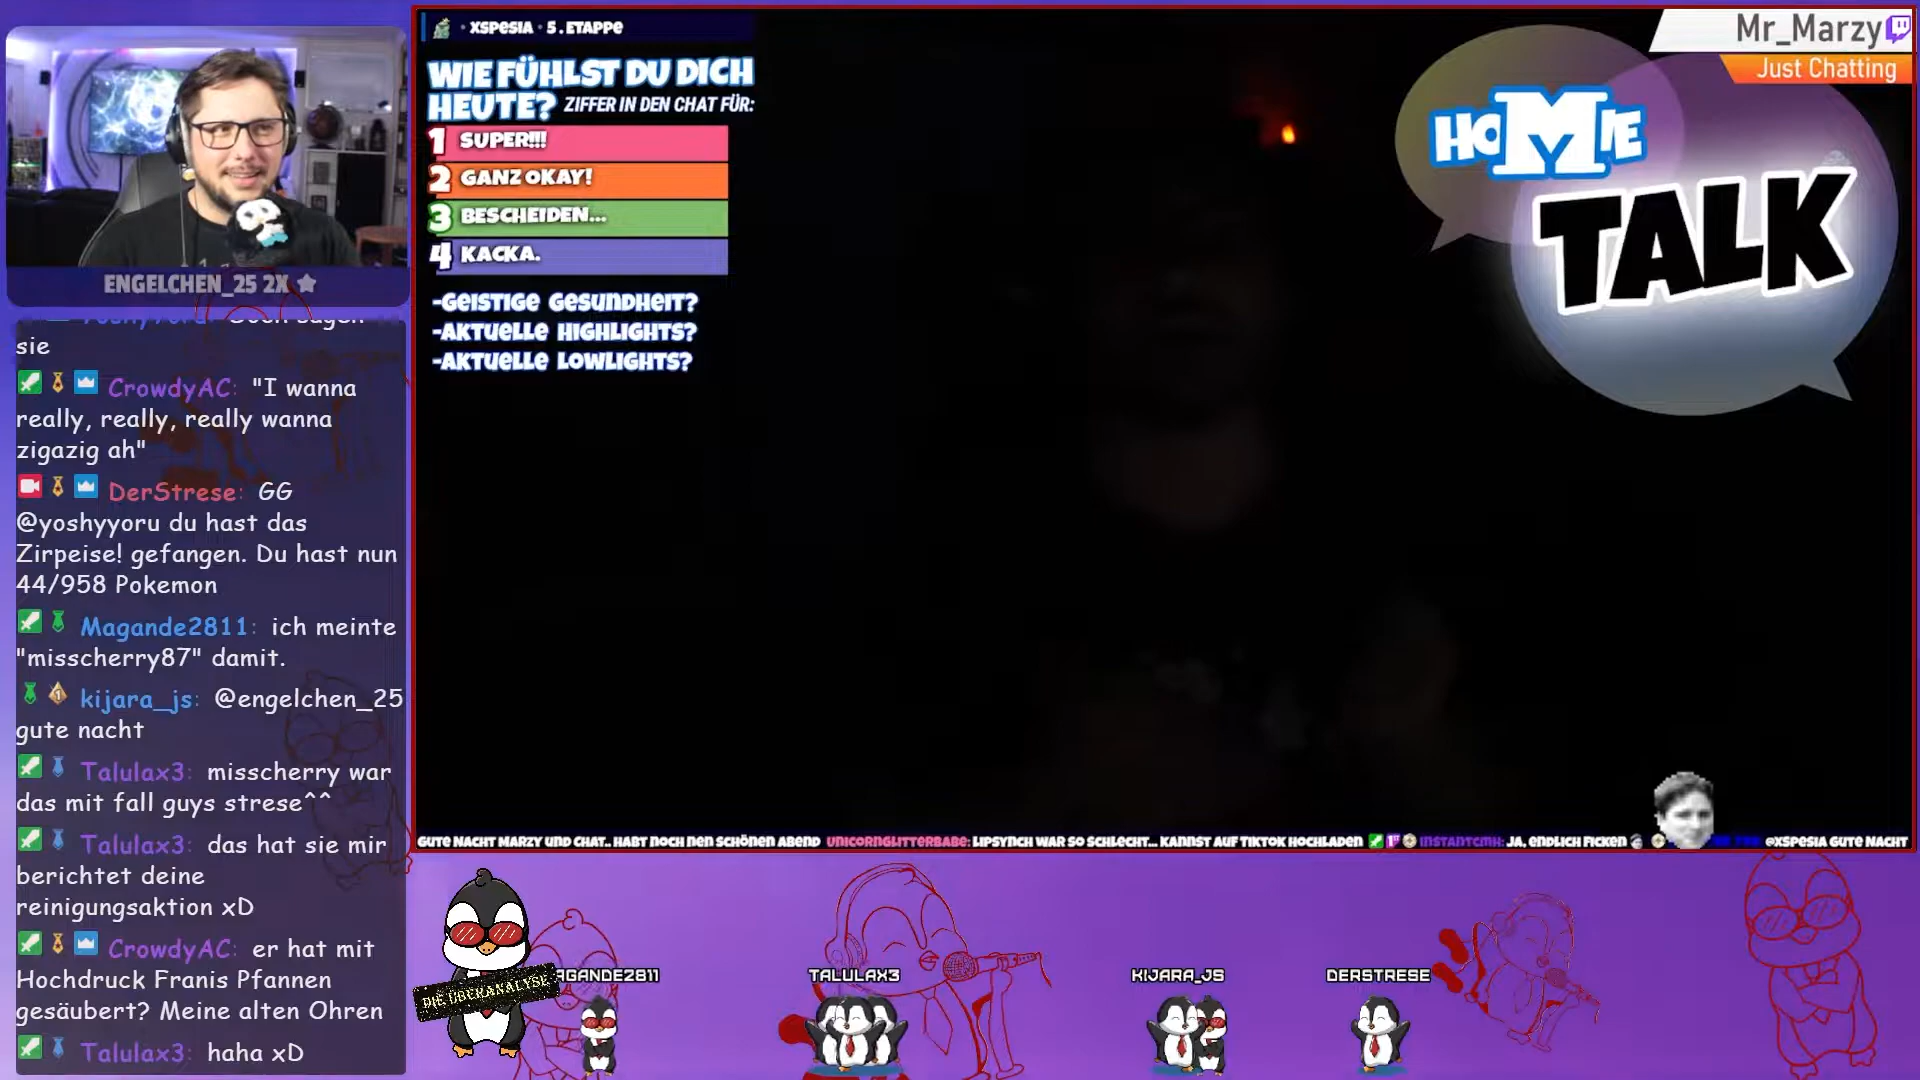 · XSPESIA · 5. ETAPPE
WIE FÜHLST DU DICH
HEUTE? ZIFFER IN DEN CHAT FÜR:
1 SUPER!!!
2 GANZ OKAY!
3 BESCHEIDEN...
4 KACKA.
-GEISTIGE GESUNDHEIT?
-AKTUELLE HIGHLIGHTS?
-AKTUELLE LOWLIGHTS?
Mr_Marzy
Just Chatting
HOMIE
TALK
ENGELCHEN_25 2X
sie
CrowdyAC: "I wanna
really, really, really wanna
zigazig ah"
DerStrese: GG
@yoshyyoru du hast das
Zirpeise! gefangen. Du hast nun
44/958 Pokemon
Magande2811: ich meinte
"misscherry87" damit.
kijara_js: @engelchen_25
gute nacht
Talulax3: misscherry war
das mit fall guys strese^^
Talulax3: das hat sie mir
berichtet deine
reinigungsaktion xD
CrowdyAC: er hat mit
Hochdruck Franis Pfannen
gesäubert? Meine alten Ohren
Talulax3: haha xD
GUTE NACHT MARZY UND CHAT.. HABT NOCH NEN SCHÖNEN ABEND UNICORNGLITTERBABE: LIPSYNCH WAR SO SCHLECHT... KANNST AUF TIKTOK HOCHLADEN INSTANTCMH: JA, ENDLICH FICKEN @XSPESIA GUTE NACHT
DIE ÜBERANALYSE
AGANDE2811
TALULAX3
KIJARA_JS
DERSTRESE